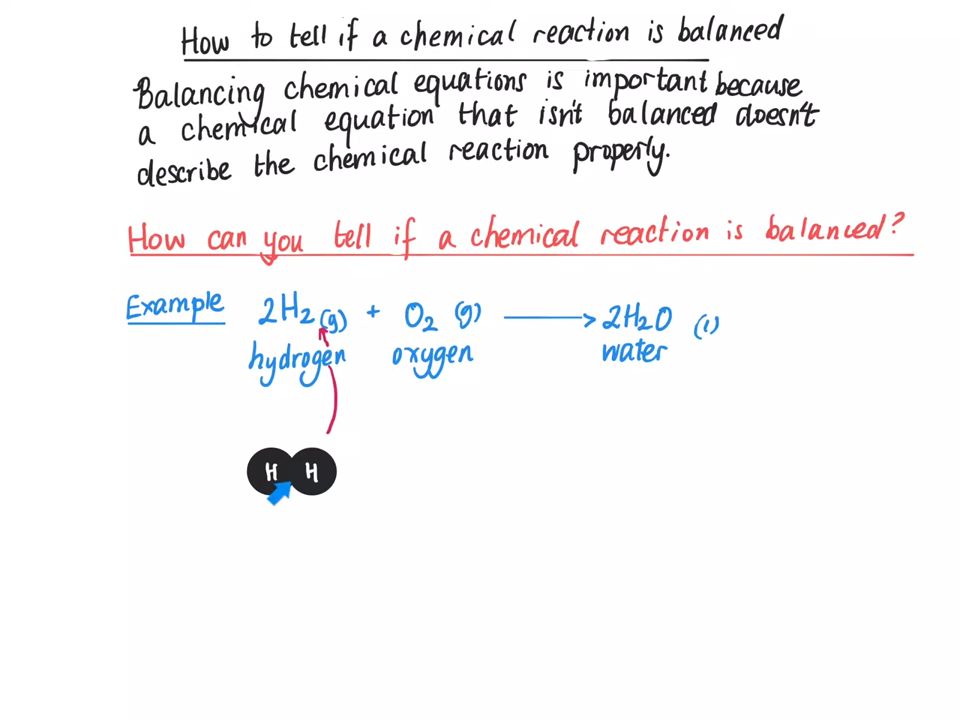 How to tell if a chemical reaction is balanced
Balancing chemical equations is important because
a chemical equation that isn't balanced doesn't
describe the chemical reaction properly.
How can you tell if a chemical reaction is balanced?
Example 2H2 (g) + O2 (g) → 2H2O (l)
hydrogen oxygen water
H H